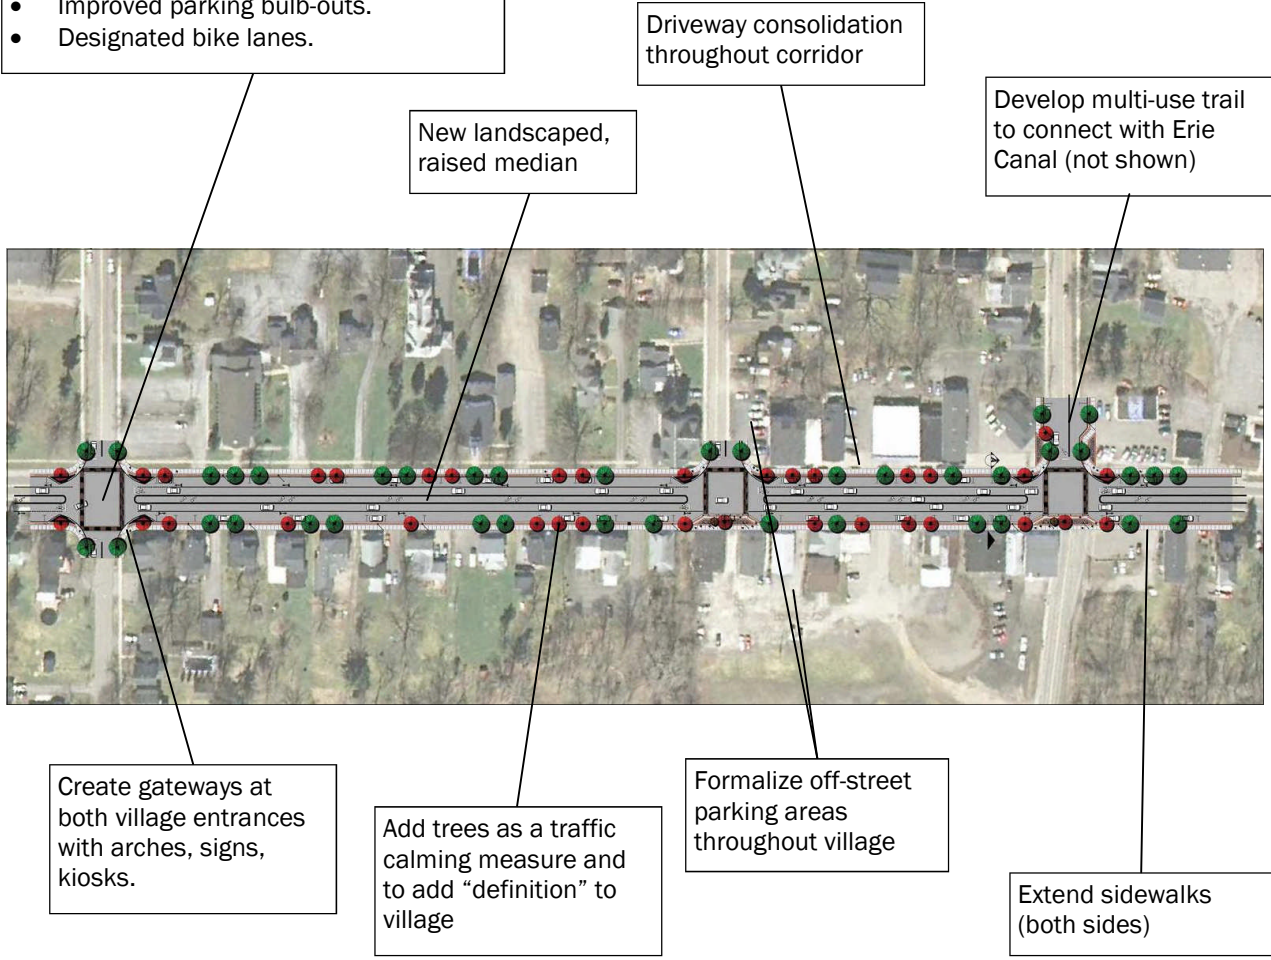 • Improved parking bulb-outs.
• Designated bike lanes.
Driveway consolidation
throughout corridor
Develop multi-use trail
to connect with Erie
Canal (not shown)
New landscaped,
raised median
Create gateways at
both village entrances
with arches, signs,
kiosks.
Add trees as a traffic
calming measure and
to add “definition” to
village
Formalize off-street
parking areas
throughout village
Extend sidewalks
(both sides)